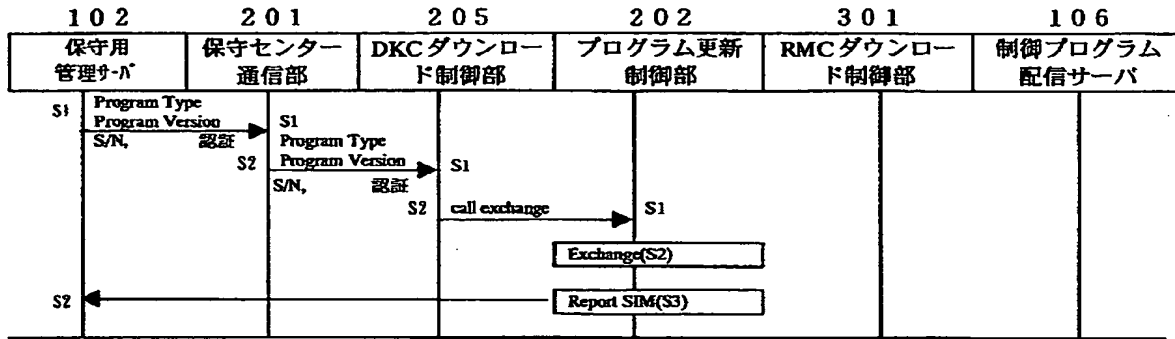 102 201 205 202 301 106
保守用 保守センター DKCダウンロー プログラム更新 RMCダウンロー 制御プログラム
管理サーバ 通信部 ド制御部 制御部 ド制御部 配信サーバ
S1 Program Type
Program Version S1
S/N, 認証 Program Type
S2 Program Version S1
S/N, 認証
S2 call exchange S1
Exchange(S2)
S2 Report SIM(S3)